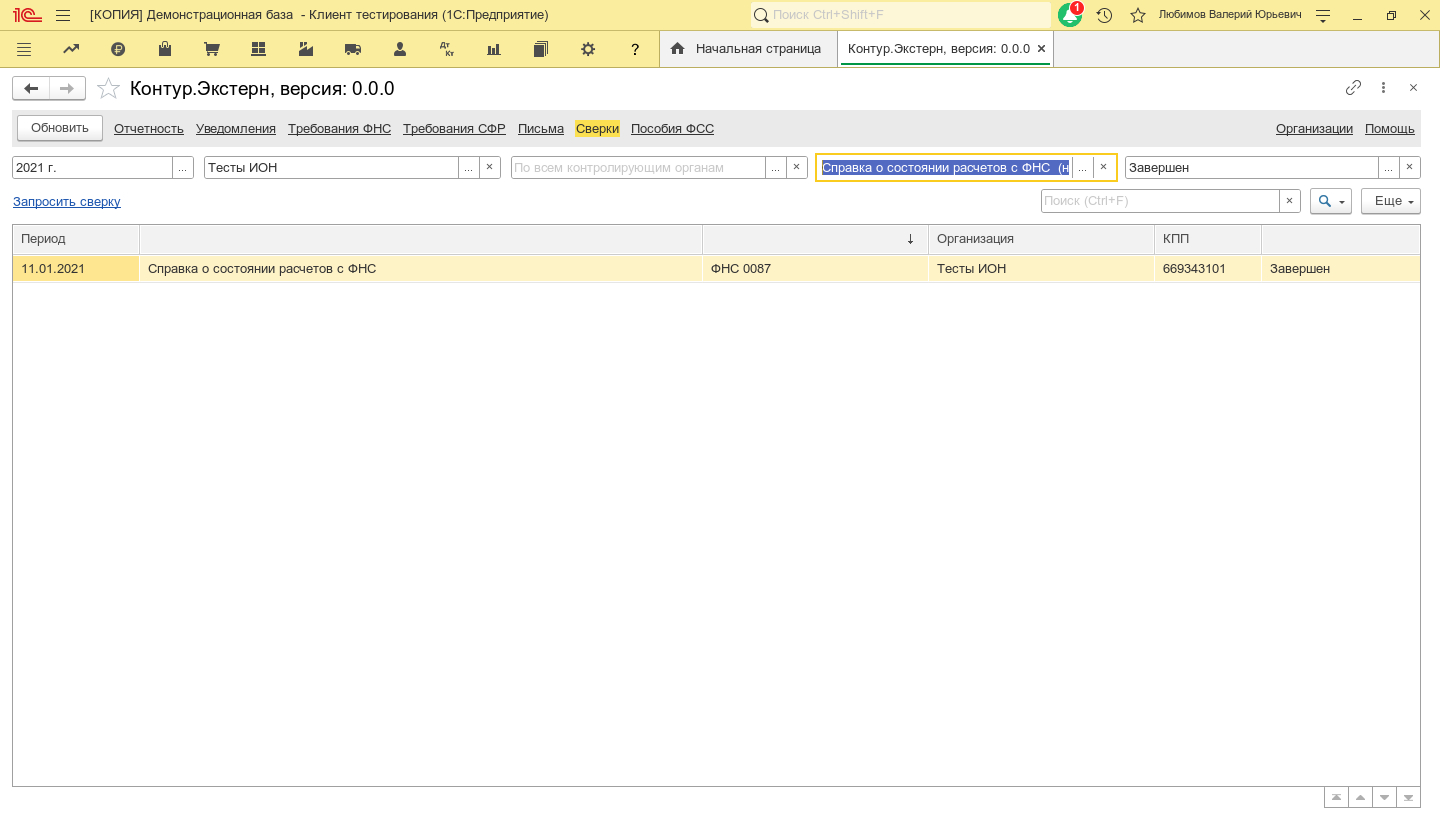 [КОПИЯ] Демонстрационная база - Клиент тестирования (1С:Предприятие)
Поиск Ctrl+Shift+F
1
Любимов Валерий Юрьевич
Дт Кт
?
Начальная страница
Контур.Экстерн, версия: 0.0.0
Контур.Экстерн, версия: 0.0.0
Обновить Отчетность Уведомления Требования ФНС Требования СФР Письма Сверки Пособия ФСС Организации Помощь
2021 г. ... Тесты ИОН ... × По всем контролирующим органам ... × Справка о состоянии расчетов с ФНС (н ... × Завершен ... ×
Запросить сверку Поиск (Ctrl+F) × Еще
Период ↓ Организация КПП
11.01.2021 Справка о состоянии расчетов с ФНС ФНС 0087 Тесты ИОН 669343101 Завершен